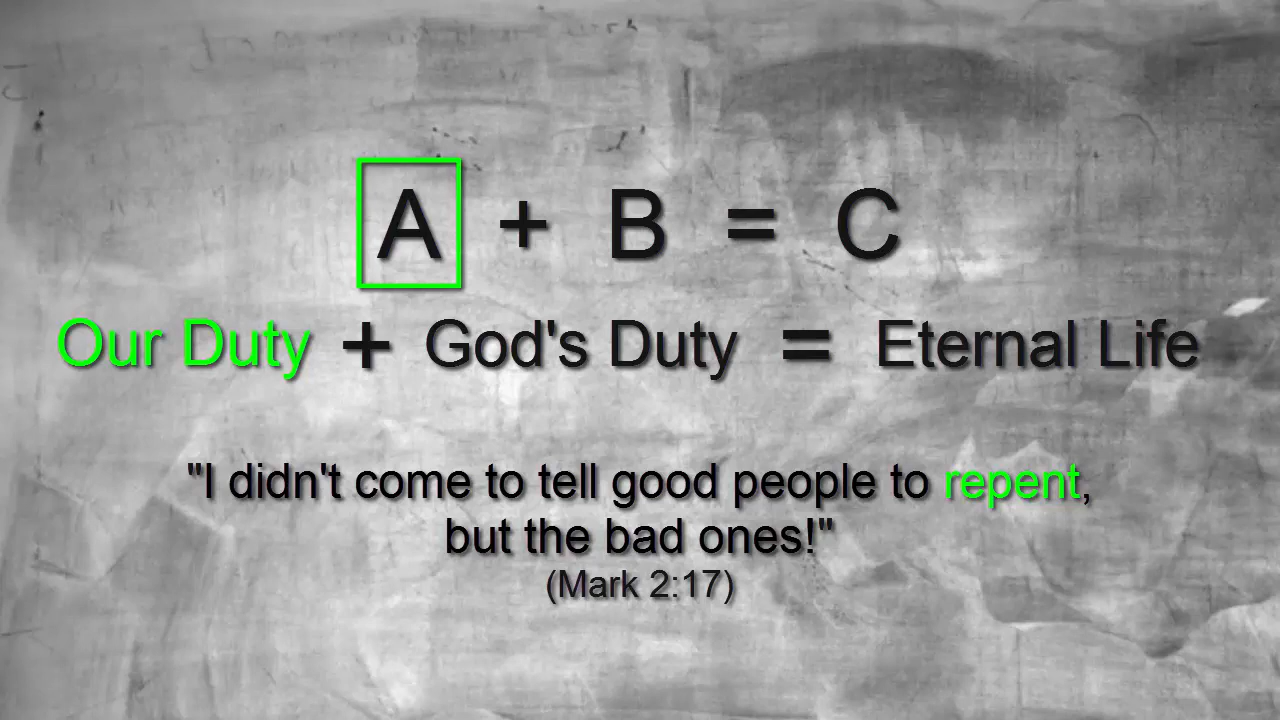 A + B = C
Our Duty + God's Duty = Eternal Life
"I didn't come to tell good people to repent,
but the bad ones!"
(Mark 2:17)